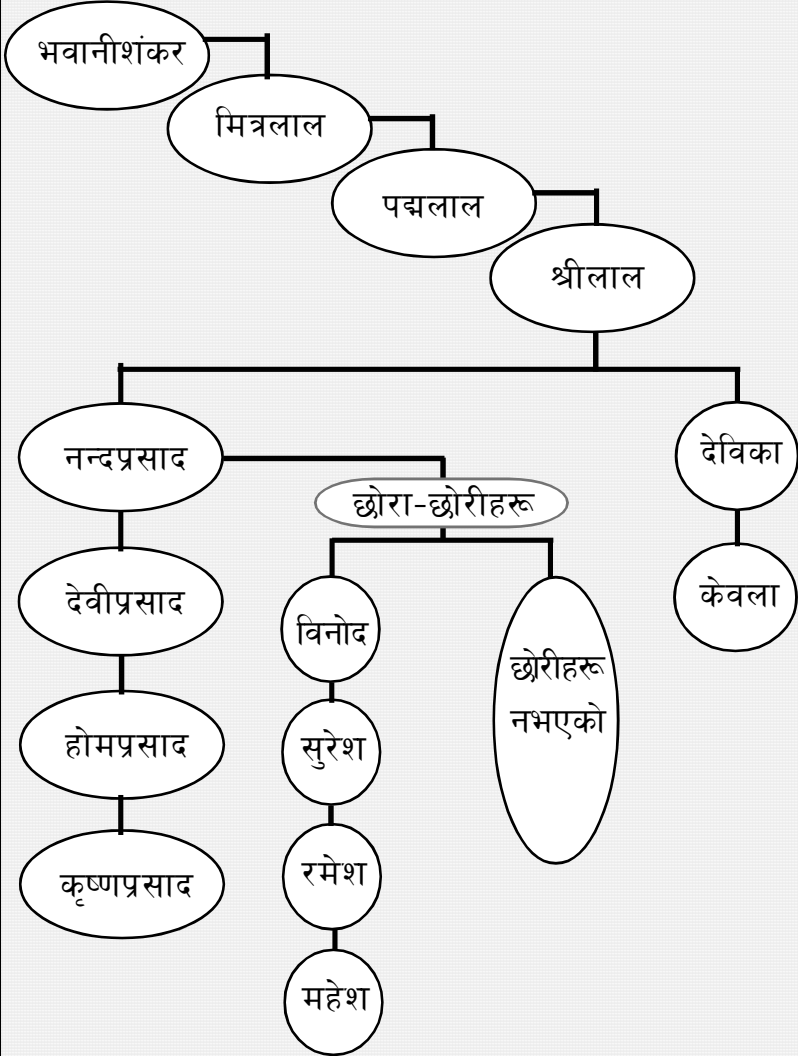 भवानीशंकर
मित्रलाल
पद्मलाल
श्रीलाल
नन्दप्रसाद
देविका
छोरा-छोरीहरू
देवीप्रसाद
केवला
विनोद
छोरीहरू
नभएको
होमप्रसाद
सुरेश
कृष्णप्रसाद
रमेश
महेश